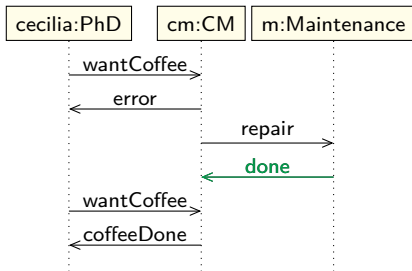 cecilia:PhD cm:CM m:Maintenance
wantCoffee
error
repair
done
wantCoffee
coffeeDone